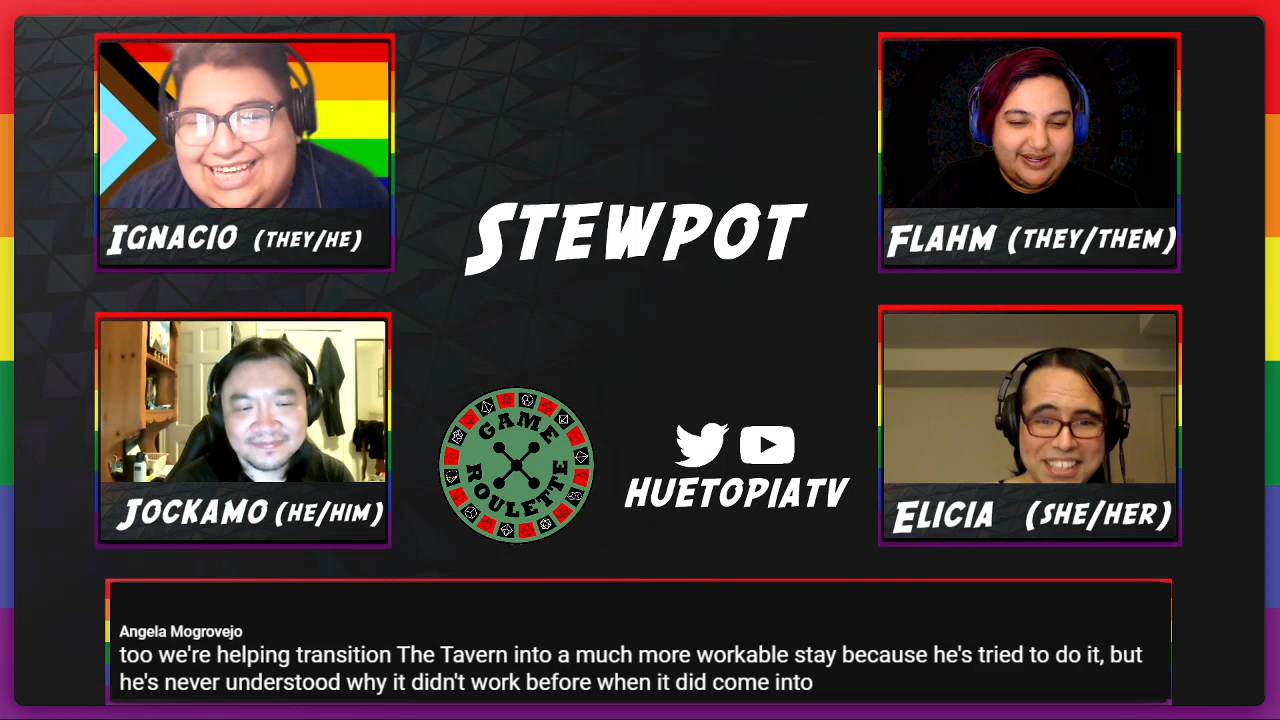 IGNACIO (THEY/HE)
FLAHM (THEY/THEM)
STEWPOT
JOCKAMO (HE/HIM)
GAME
ROULETTE
HUETOPIATV
ELICIA (SHE/HER)
Angela Mogrovejo
too we're helping transition The Tavern into a much more workable stay because he's tried to do it, but
he's never understood why it didn't work before when it did come into